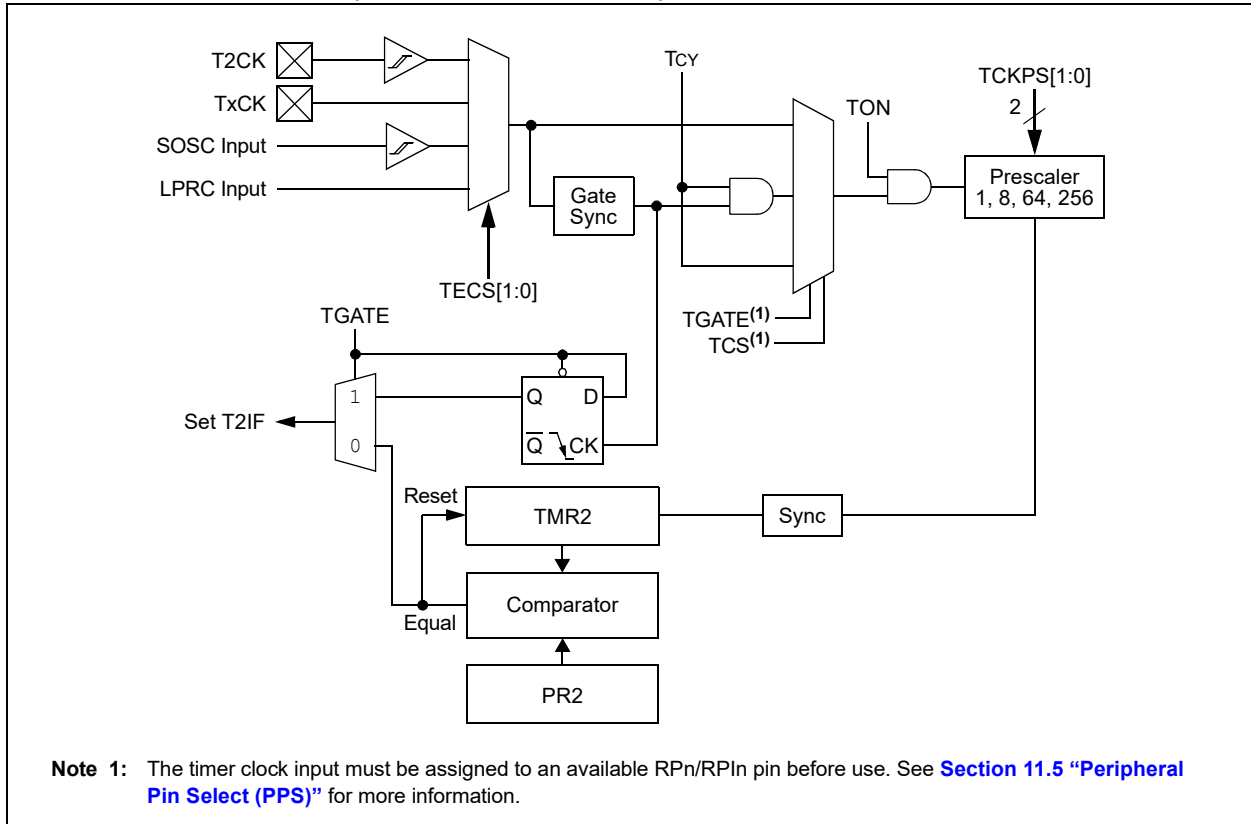 T2CK
TCY
TCKPS[1:0]
TxCK
TON
2
SOSC Input
LPRC Input
Gate
Sync
Prescaler
1, 8, 64, 256
TECS[1:0]
TGATE(1)
TCS(1)
TGATE
1
Q D
Set T2IF
0
Q CK
Reset
TMR2
Sync
Comparator
Equal
PR2
Note 1: The timer clock input must be assigned to an available RPn/RPIn pin before use. See Section 11.5 “Peripheral
Pin Select (PPS)” for more information.